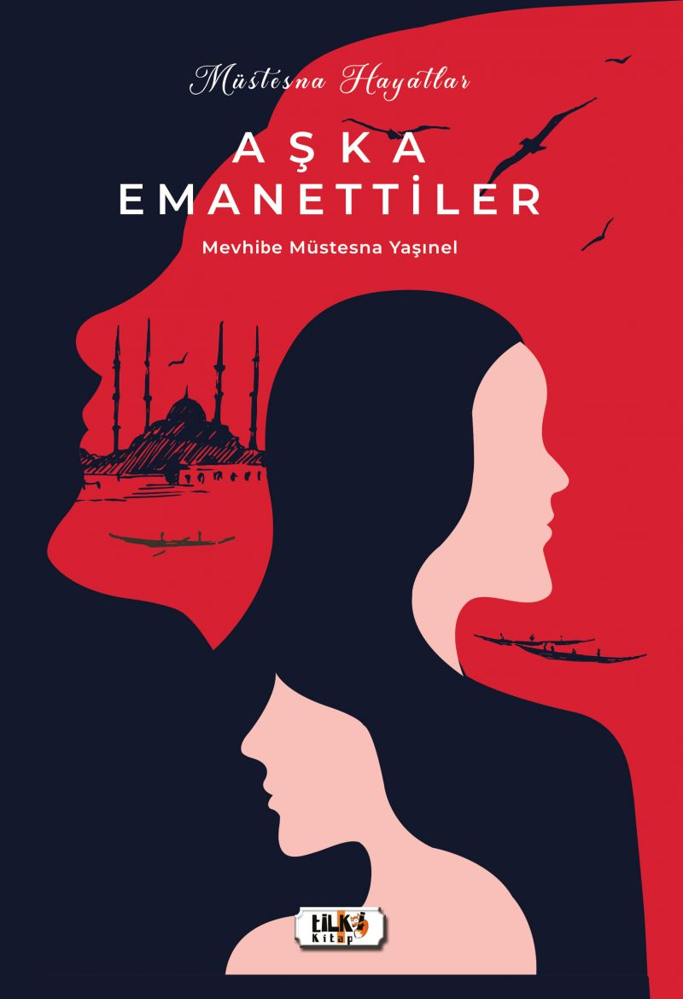 Müstesna Hayatlar
AŞKA
EMANETTİLER
Mevhibe Müstesna Yaşınel
tiLKi
Kitap